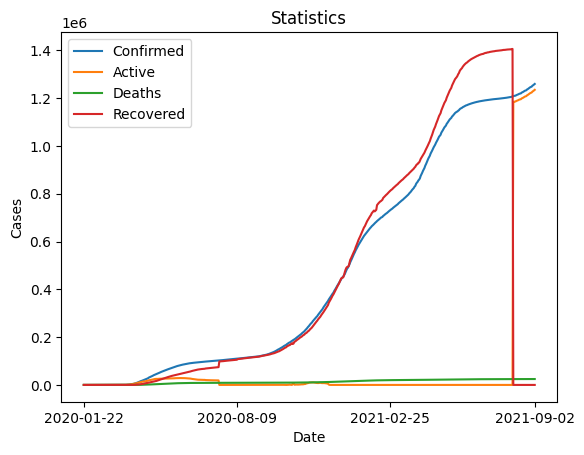 Statistics
1e6
Confirmed
Active
Deaths
Recovered
1.4
1.2
1.0
0.8
0.6
0.4
0.2
0.0
Cases
2020-01-22 2020-08-09 2021-02-25 2021-09-02
Date